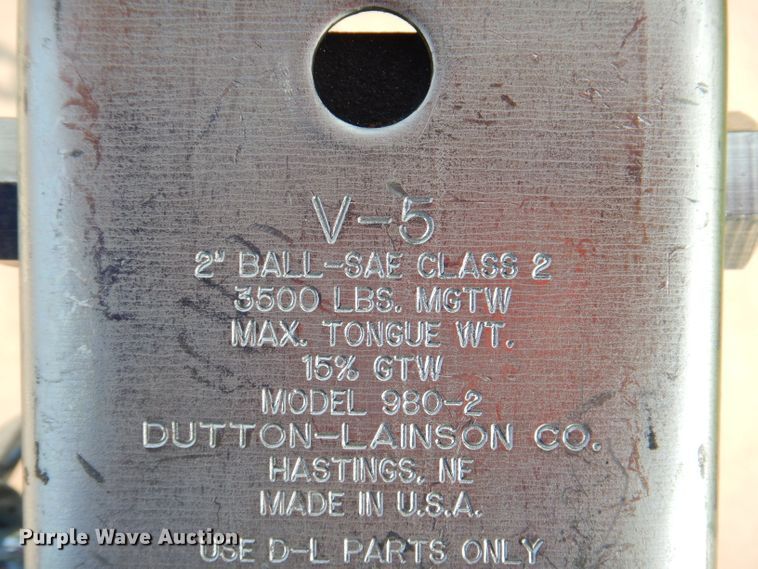 V-5
2" BALL-SAE CLASS 2
3500 LBS. MGTW
MAX. TONGUE WT.
15% GTW
MODEL 980-2
DUTTON-LAINSON CO.
HASTINGS, NE
MADE IN U.S.A.
Purple Wave Auction
USE D-L PARTS ONLY